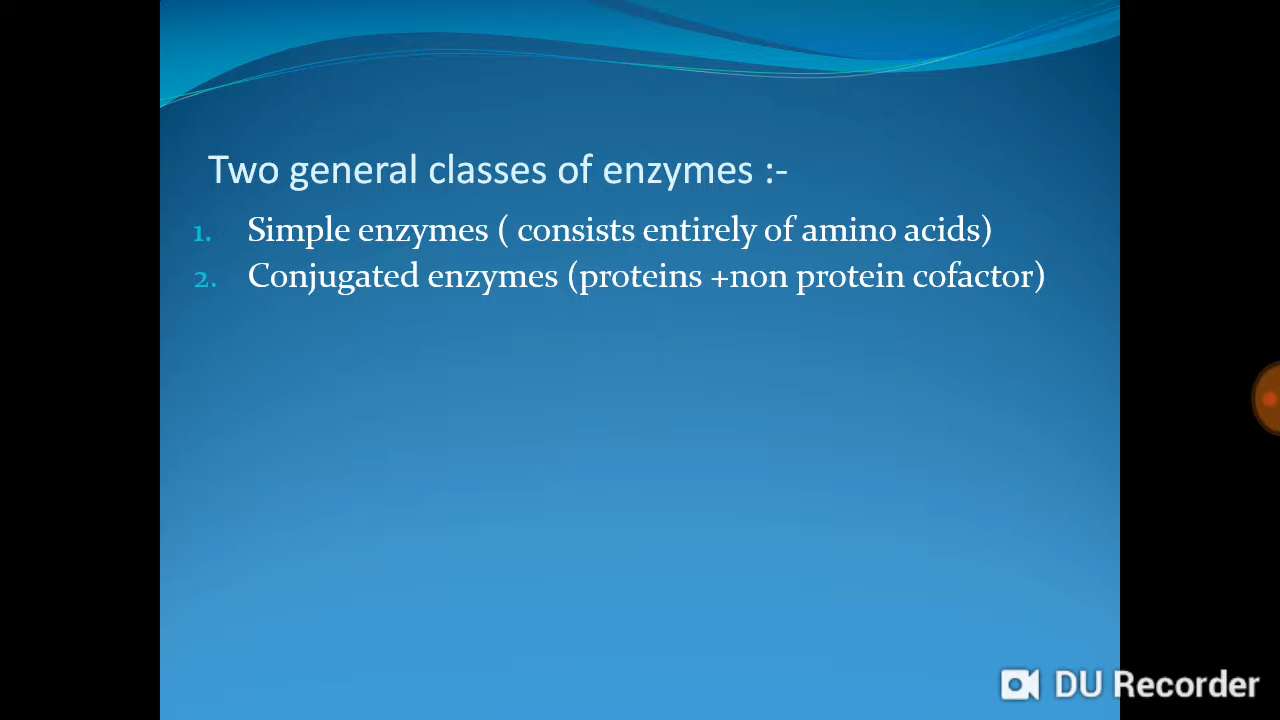 Two general classes of enzymes :-
1. Simple enzymes ( consists entirely of amino acids)
2. Conjugated enzymes (proteins +non protein cofactor)
DU Recorder